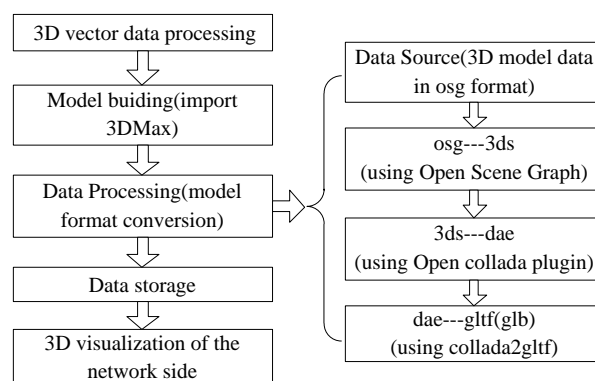 3D vector data processing
Model buiding(import
3DMax)
Data Processing(model
format conversion)
Data storage
3D visualization of the
network side
Data Source(3D model data
in osg format)
osg---3ds
(using Open Scene Graph)
3ds---dae
(using Open collada plugin)
dae---gltf(glb)
(using collada2gltf)